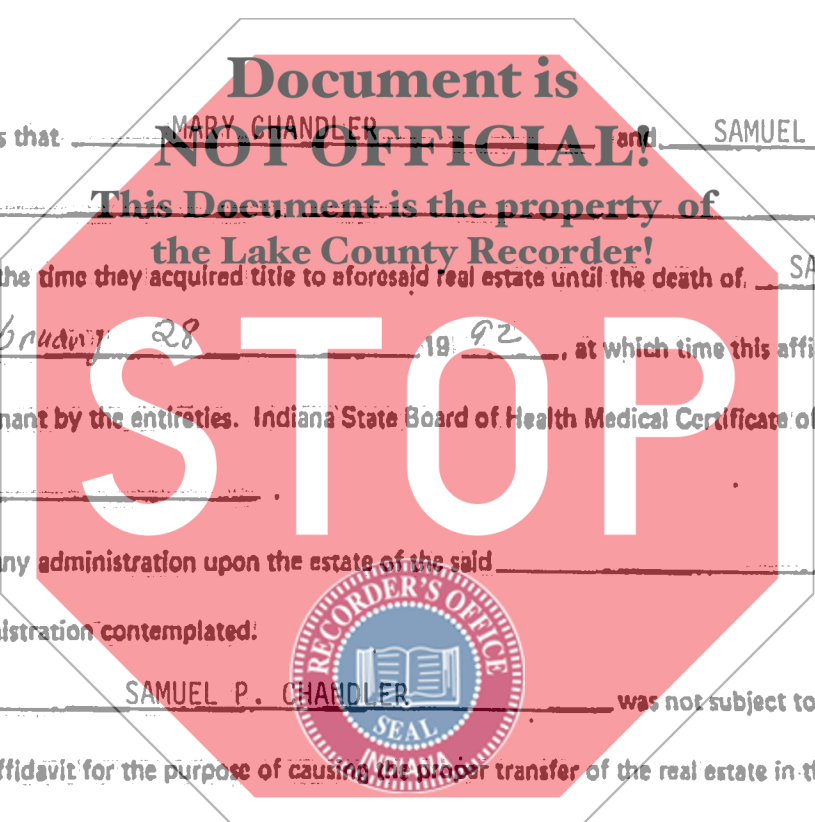 Document is
s that MARY CHANDLER and SAMUEL
NOT OFFICIAL!
This Document is the property of
the Lake County Recorder!
the time they acquired title to aforesaid real estate until the death of SA
bruary 28 19 92, at which time this affi
STOP
nant by the entireties. Indiana State Board of Health Medical Certificate of
.
ny administration upon the estate of the said
RECORDER'S OFFICE
istration contemplated.
SAMUEL P. CHANDLER was not subject to
SEAL
INDIANA
ffidavit for the purpose of causing the proper transfer of the real estate in th